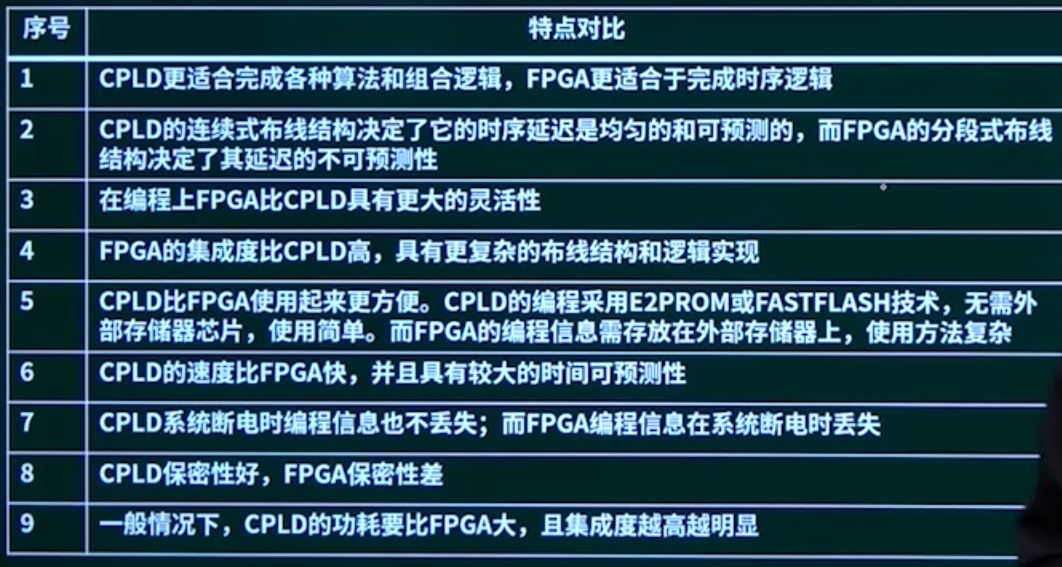 序号 特点对比
1 CPLD更适合完成各种算法和组合逻辑，FPGA更适合于完成时序逻辑
2 CPLD的连续式布线结构决定了它的时序延迟是均匀的和可预测的，而FPGA的分段式布线
结构决定了其延迟的不可预测性
3 在编程上FPGA比CPLD具有更大的灵活性
4 FPGA的集成度比CPLD高，具有更复杂的布线结构和逻辑实现
5 CPLD比FPGA使用起来更方便。CPLD的编程采用E2PROM或FASTFLASH技术，无需外
部存储器芯片，使用简单。而FPGA的编程信息需存放在外部存储器上，使用方法复杂
6 CPLD的速度比FPGA快，并且具有较大的时间可预测性
7 CPLD系统断电时编程信息也不丢失；而FPGA编程信息在系统断电时丢失
8 CPLD保密性好，FPGA保密性差
9 一般情况下，CPLD的功耗要比FPGA大，且集成度越高越明显